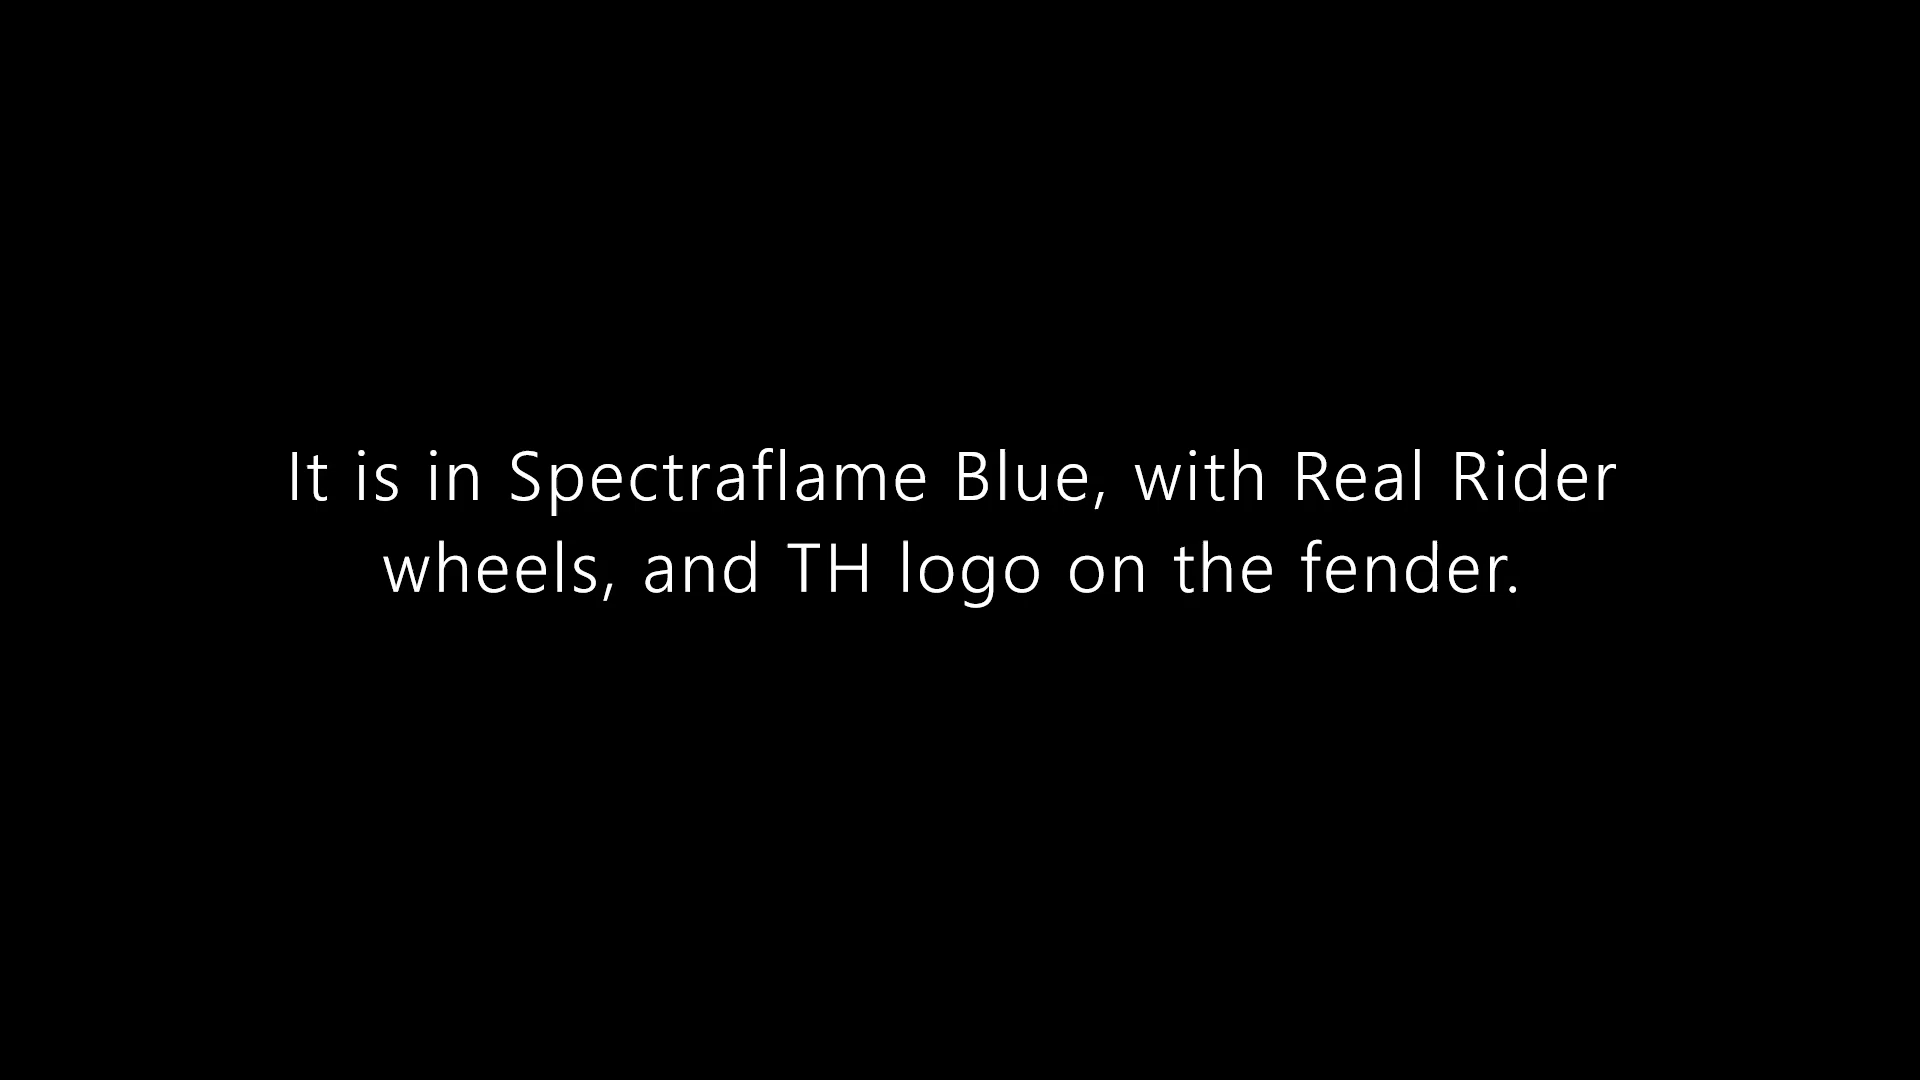 It is in Spectraflame Blue, with Real Rider
wheels, and TH logo on the fender.